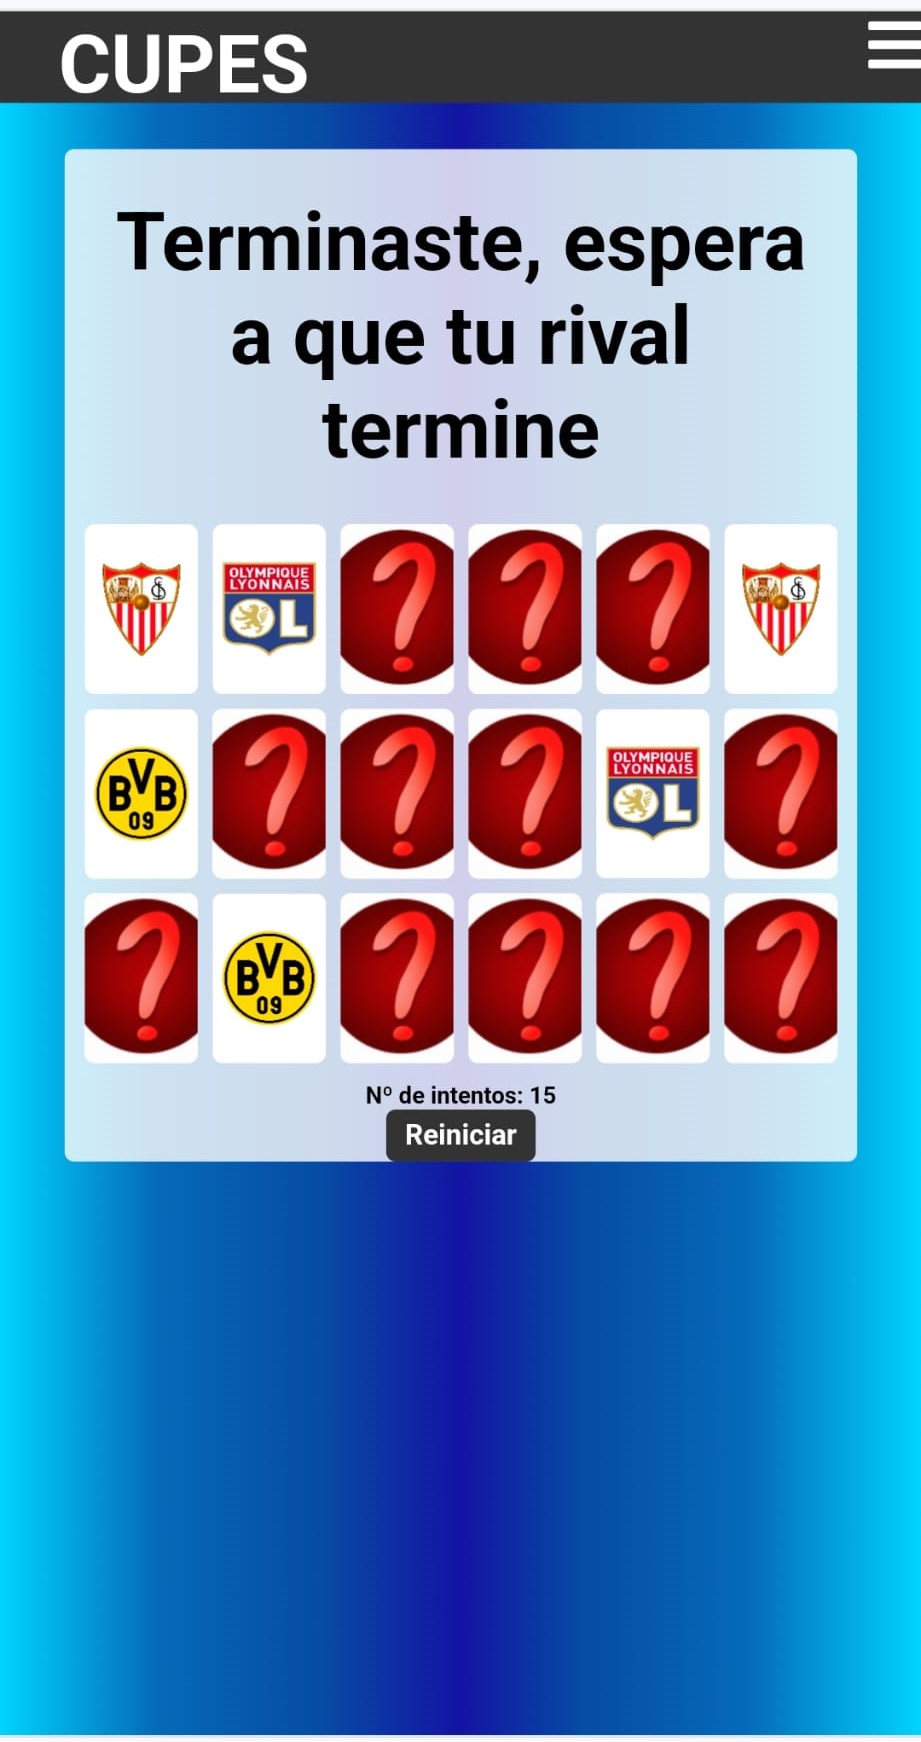 CUPES
Terminaste, espera
a que tu rival
termine
OLYMPIQUE
LYONNAIS
OL
BVB
09
OLYMPIQUE
LYONNAIS
OL
BVB
09
Nº de intentos: 15
Reiniciar